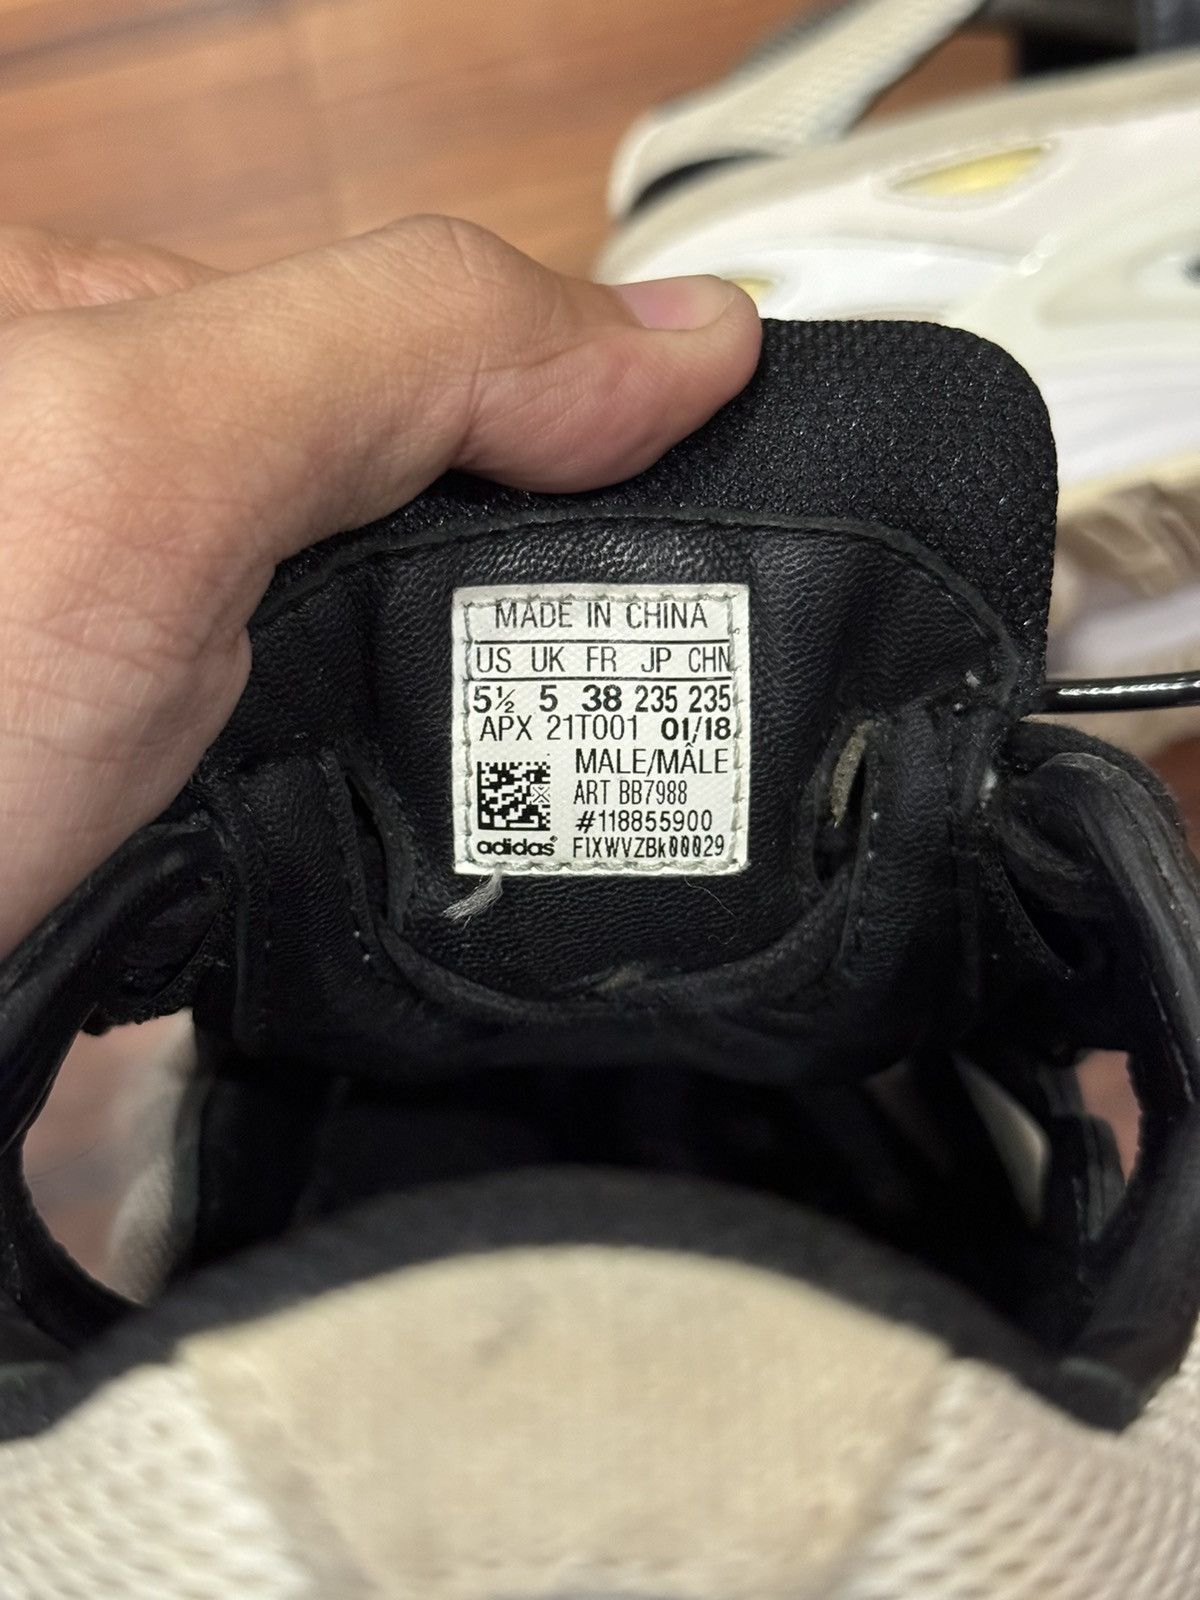 MADE IN CHINA
US UK FR JP CHN
5½ 5 38 235 235
APX 21T001 01/18
MALE/MÂLE
ART BB7988
#118855900
adidas® F1XWVZBk00029